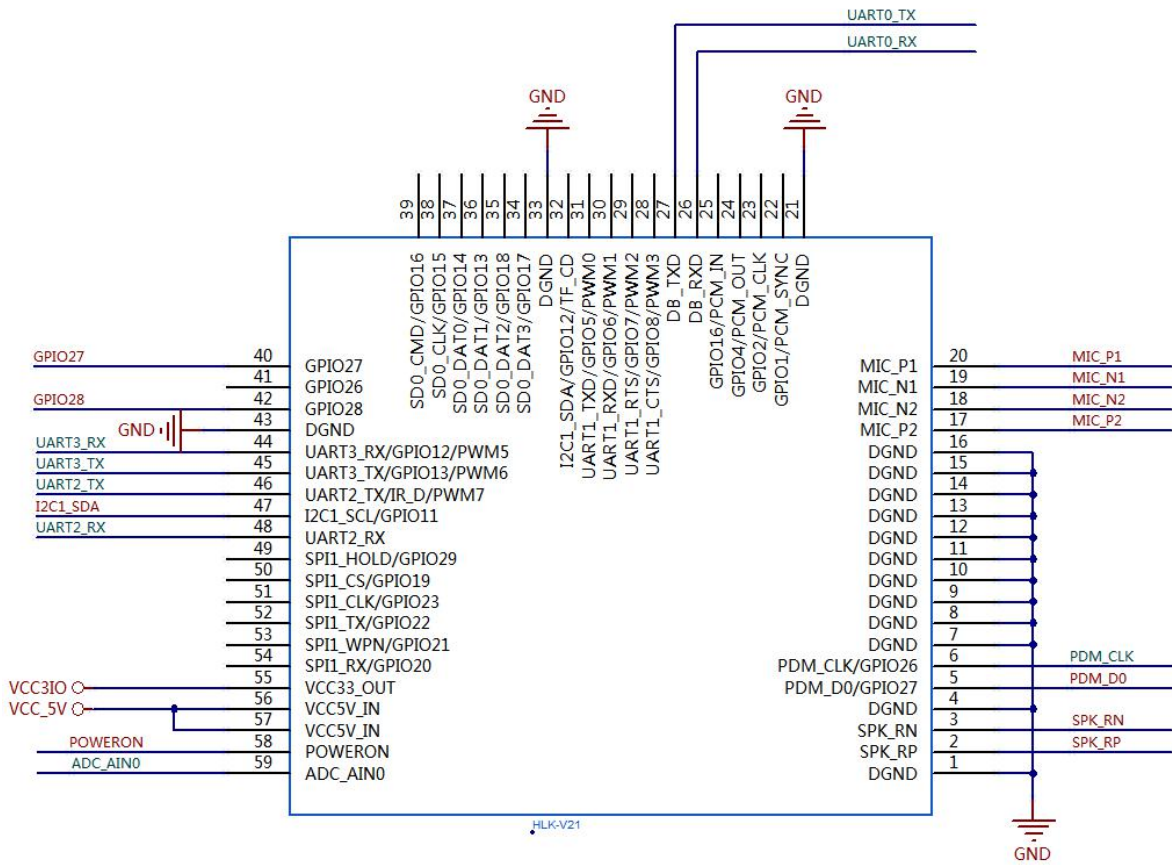 UART0_TX
UART0_RX
GND
GND
39
38
37
36
35
34
33
32
31
30
29
28
27
26
25
24
23
22
21
SD0_CMD/GPIO16
SD0_CLK/GPIO15
SD0_DAT0/GPIO14
SD0_DAT1/GPIO13
SD0_DAT2/GPIO18
SD0_DAT3/GPIO17
DGND
I2C1_SDA/GPIO12/TF_CD
UART1_TXD/GPIO5/PWM0
UART1_RXD/GPIO6/PWM1
UART1_RTS/GPIO7/PWM2
UART1_CTS/GPIO8/PWM3
DB_TXD
DB_RXD
GPIO16/PCM_IN
GPIO4/PCM_OUT
GPIO2/PCM_CLK
GPIO1/PCM_SYNC
DGND
GPIO27 40 GPIO27
41 GPIO26
GPIO28 42 GPIO28
GND 43 DGND
UART3_RX 44 UART3_RX/GPIO12/PWM5
UART3_TX 45 UART3_TX/GPIO13/PWM6
UART2_TX 46 UART2_TX/IR_D/PWM7
I2C1_SDA 47 I2C1_SCL/GPIO11
UART2_RX 48 UART2_RX
49 SPI1_HOLD/GPIO29
50 SPI1_CS/GPIO19
51 SPI1_CLK/GPIO23
52 SPI1_TX/GPIO22
53 SPI1_WPN/GPIO21
54 SPI1_RX/GPIO20
VCC3IO 55 VCC33_OUT
VCC_5V 56 VCC5V_IN
57 VCC5V_IN
POWERON 58 POWERON
ADC_AIN0 59 ADC_AIN0
MIC_P1 20 MIC_P1
MIC_N1 19 MIC_N1
MIC_N2 18 MIC_N2
MIC_P2 17 MIC_P2
DGND 16
DGND 15
DGND 14
DGND 13
DGND 12
DGND 11
DGND 10
DGND 9
DGND 8
DGND 7
PDM_CLK/GPIO26 6 PDM_CLK
PDM_D0/GPIO27 5 PDM_D0
DGND 4
SPK_RN 3 SPK_RN
SPK_RP 2 SPK_RP
DGND 1
HLK-V21
GND